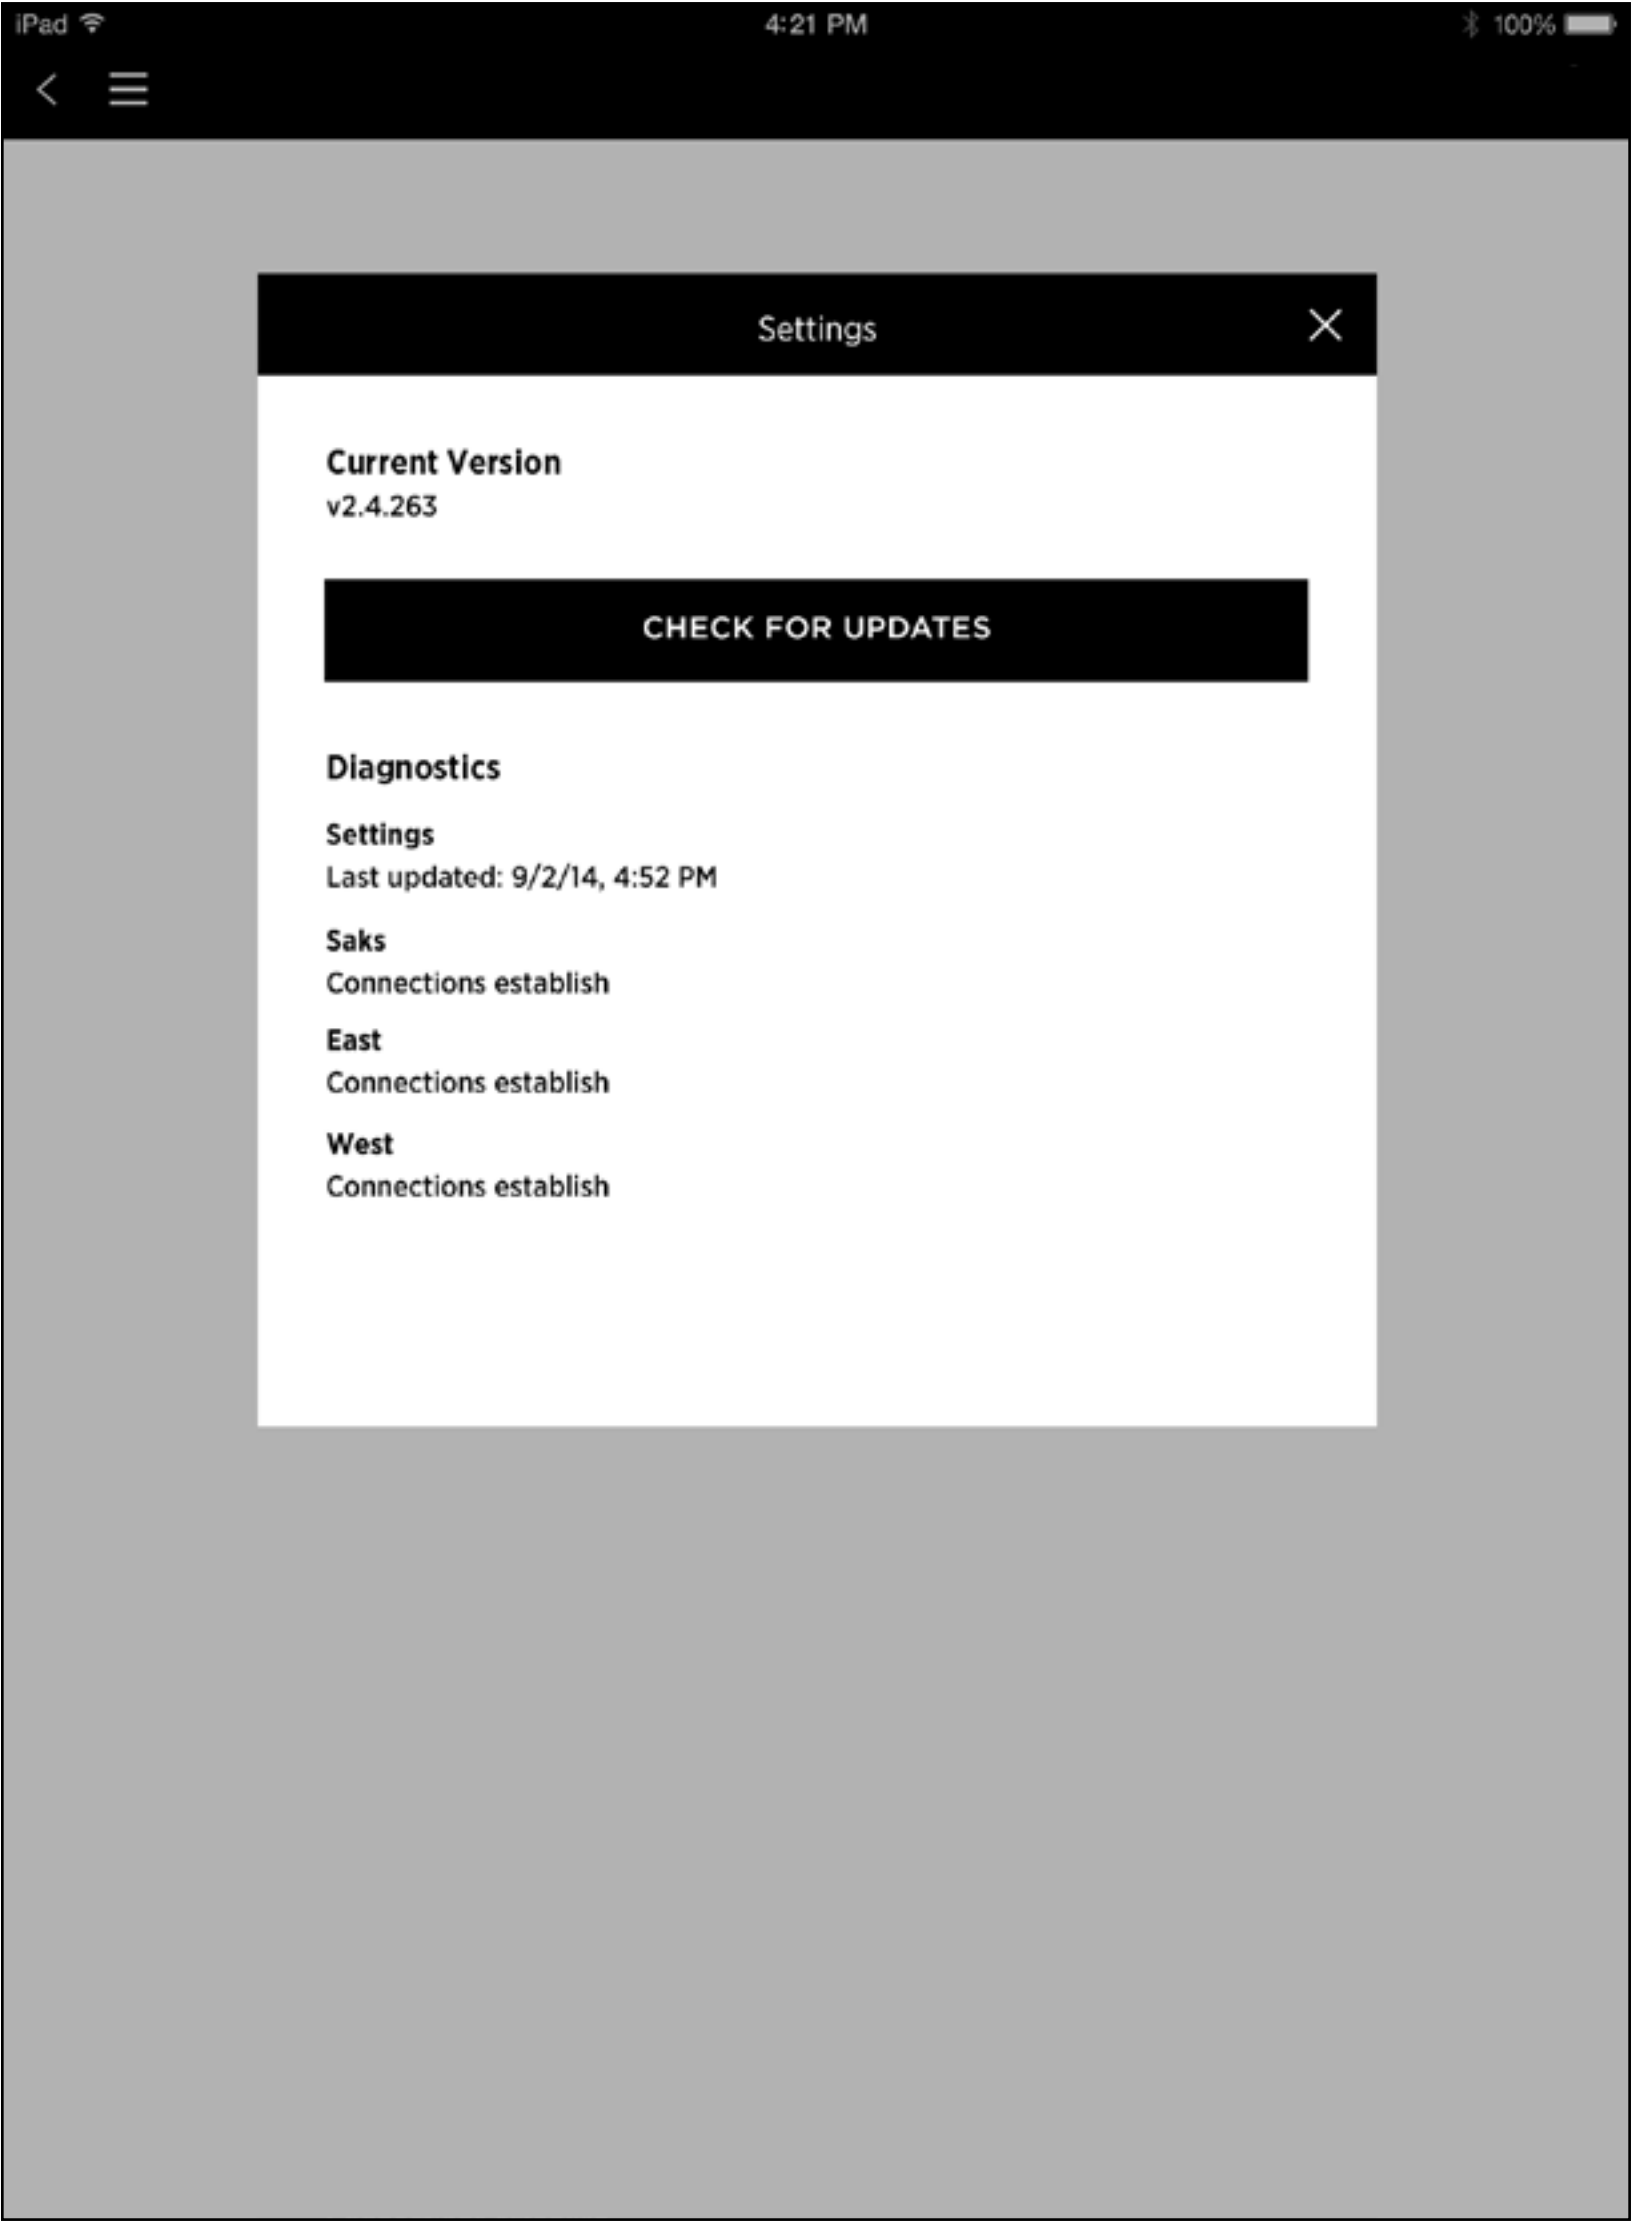 iPad
4:21 PM
100%
Settings
Current Version
v2.4.263
CHECK FOR UPDATES
Diagnostics
Settings
Last updated: 9/2/14, 4:52 PM
Saks
Connections establish
East
Connections establish
West
Connections establish